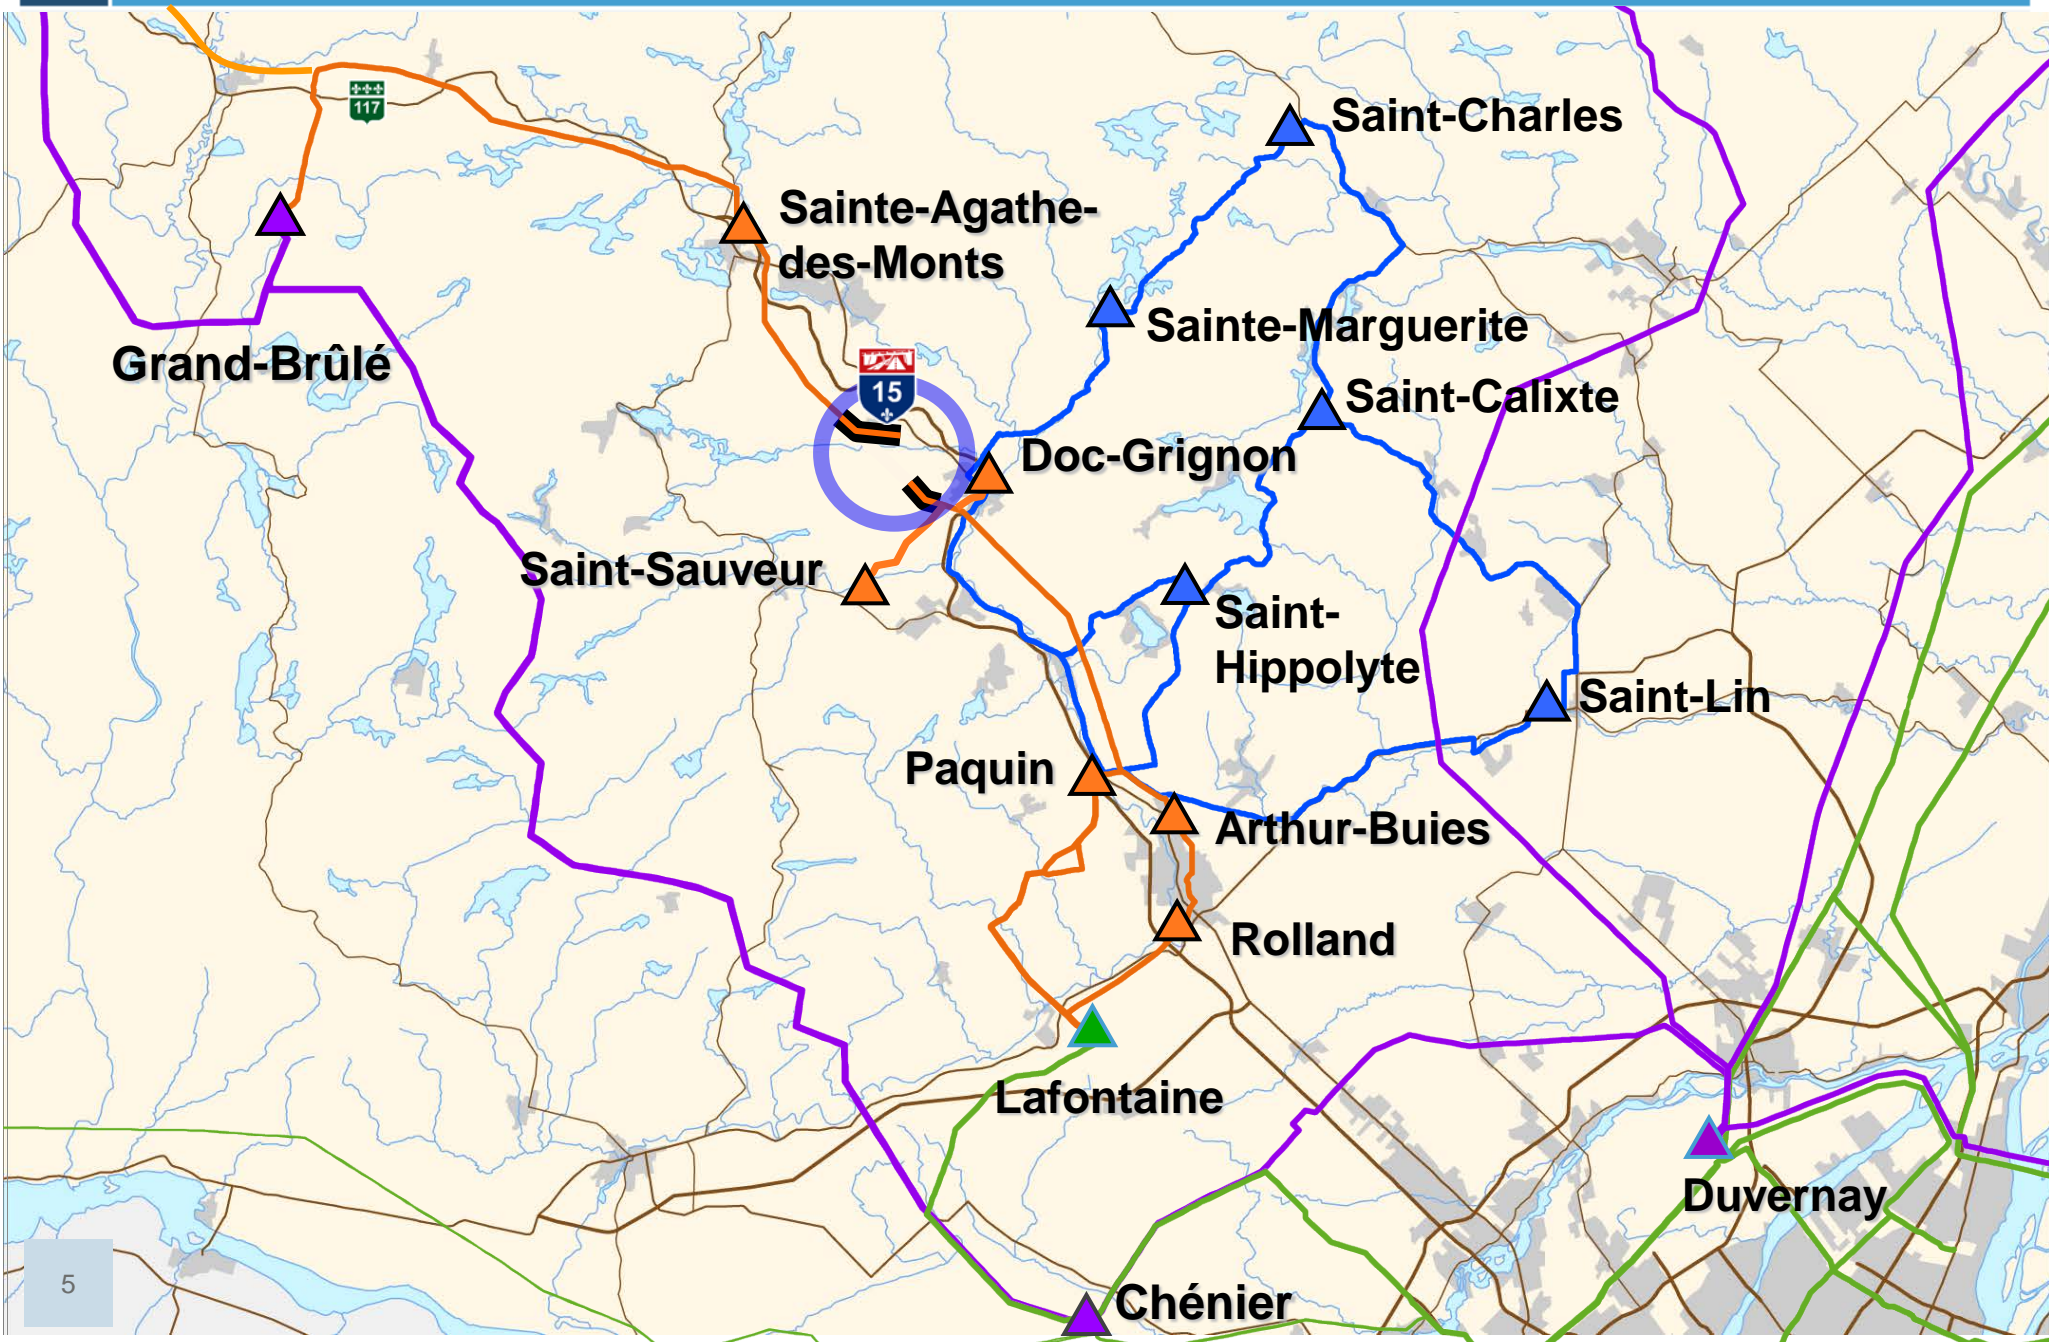 117
Saint-Charles
Sainte-Agathe-
des-Monts
Sainte-Marguerite
Grand-Brûlé
15
Saint-Calixte
Doc-Grignon
Saint-Sauveur
Saint-
Hippolyte
Saint-Lin
Paquin
Arthur-Buies
Rolland
Lafontaine
Duvernay
Chénier
5